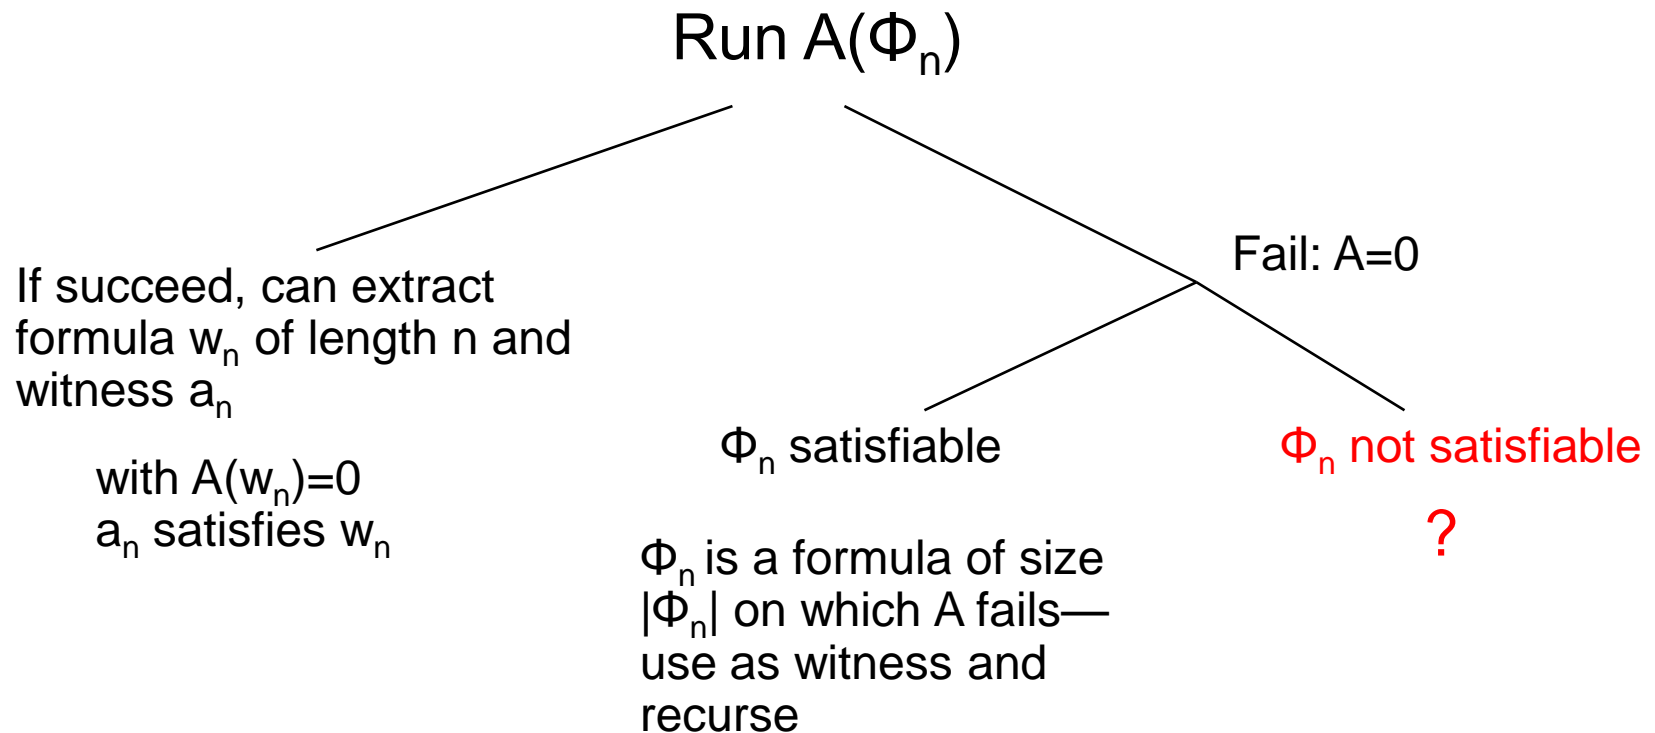 Run A(Φn)
If succeed, can extract
formula wn of length n and
witness an
with A(wn)=0
an satisfies wn
Fail: A=0
Φn satisfiable
Φn is a formula of size
|Φn| on which A fails—
use as witness and
recurse
Φn not satisfiable
?